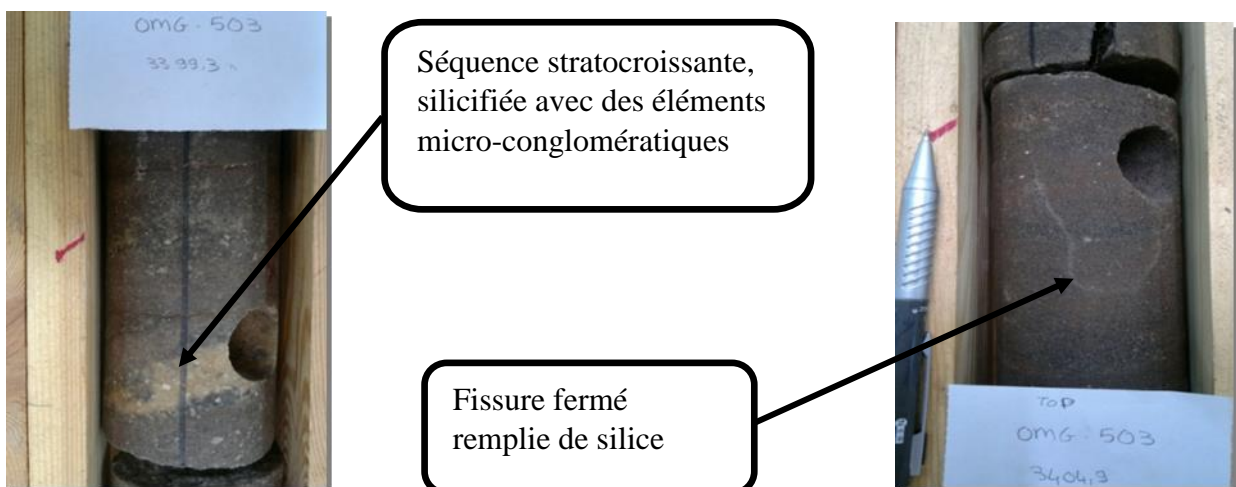 OMG - 503
3399,3
Séquence stratocroissante,
silicifiée avec des éléments
micro-conglomératiques
Fissure fermé
remplie de silice
TOP
OMG - 503
3404,3